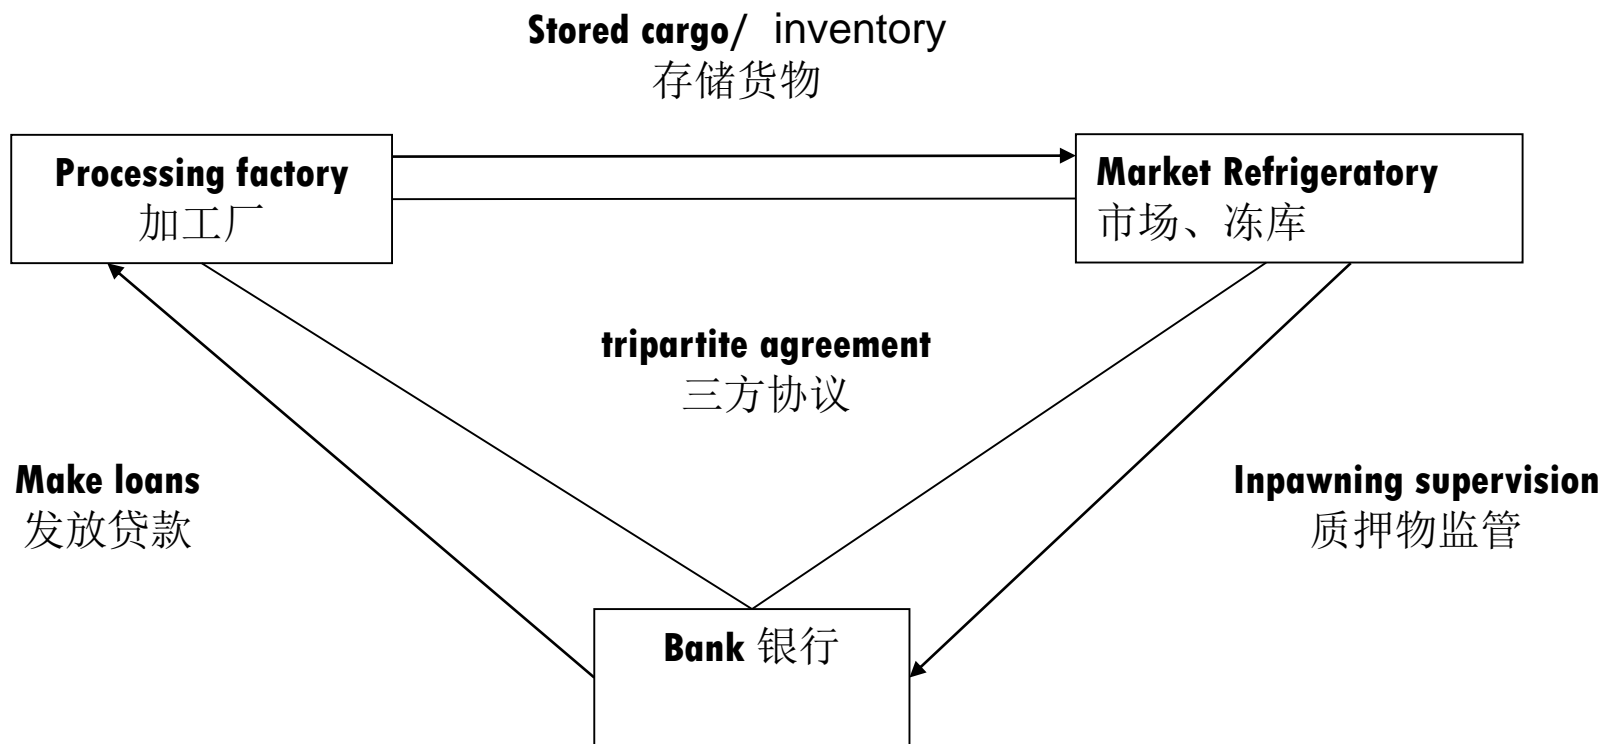 Stored cargo/ inventory
存储货物
Processing factory
加工厂
Market Refrigeratory
市场、冻库
tripartite agreement
三方协议
Make loans
发放贷款
Inpawning supervision
质押物监管
Bank 银行